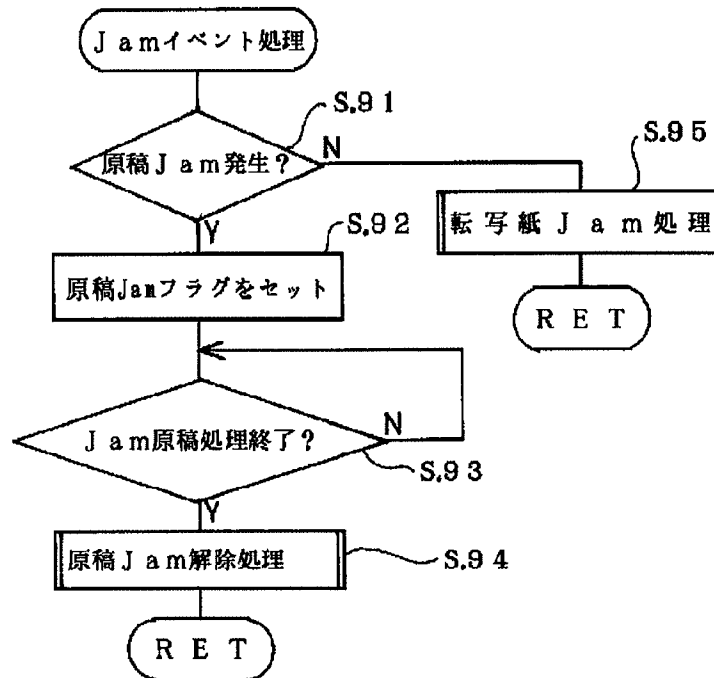 Jamイベント処理
S.91
原稿Jam発生?
N
S.95
転写紙Jam処理
Y
S.92
原稿Jamフラグをセット
RET
Jam原稿処理終了?
N
S.93
Y
原稿Jam解除処理
S.94
RET